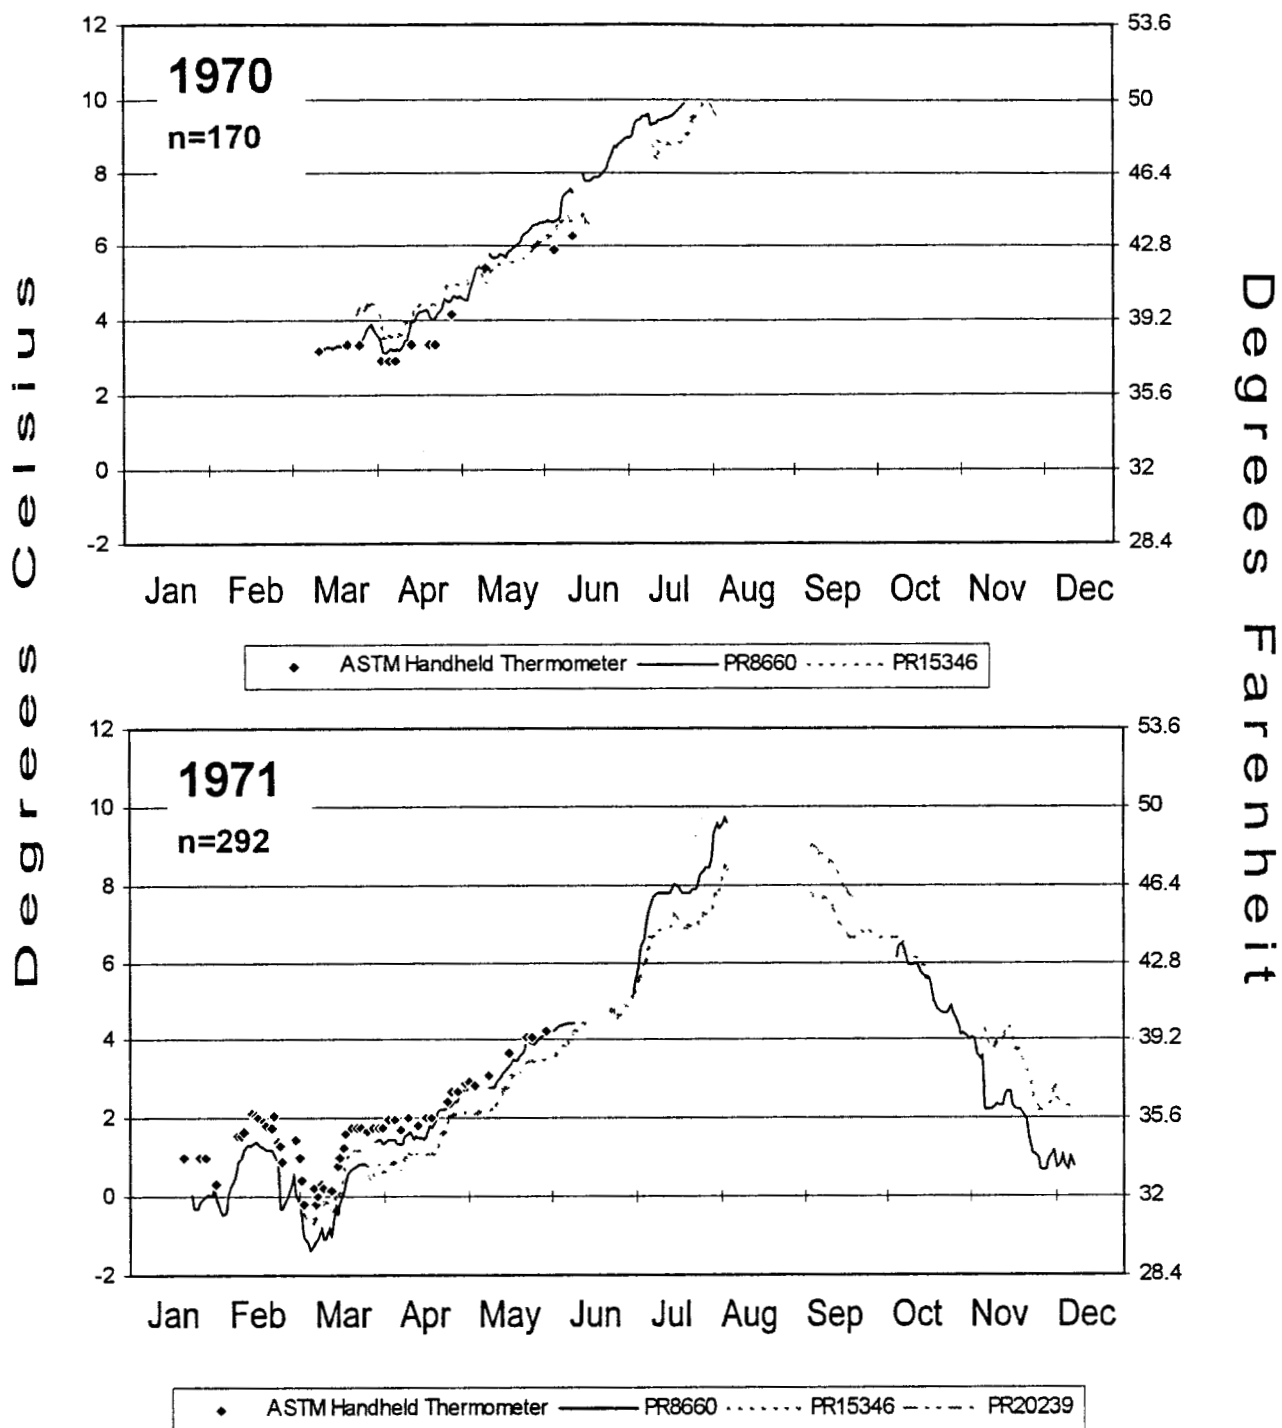 12 53.6
1970
10 50
n=170
8 46.4
6 42.8
4 39.2
2 35.6
0 32
-2 28.4
Jan Feb Mar Apr May Jun Jul Aug Sep Oct Nov Dec
ASTM Handheld Thermometer PR8660 PR15346
Degrees Celsius
Degrees Farenheit
12 53.6
1971
10 50
n=292
8 46.4
6 42.8
4 39.2
2 35.6
0 32
-2 28.4
Jan Feb Mar Apr May Jun Jul Aug Sep Oct Nov Dec
ASTM Handheld Thermometer PR8660 PR15346 PR20239